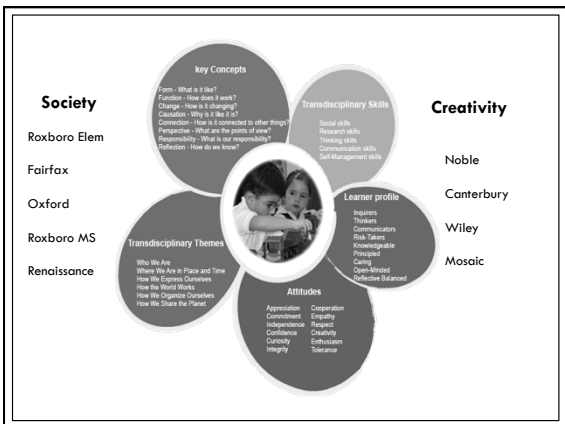 Society
Roxboro Elem
Fairfax
Oxford
Roxboro MS
Renaissance
key Concepts
Form - What is it like?
Function - How does it work?
Change - How is it changing?
Causation - Why is it like it is?
Connection - How is it connected to other things?
Perspective - What are the points of view?
Responsibility - What is our responsibility?
Reflection - How do we know?
Transdisciplinary Skills
Social skills
Research skills
Thinking skills
Communication skills
Self-Management skills
Learner profile
Inquirers
Thinkers
Communicators
Risk-Takers
Knowledgeable
Principled
Caring
Open-Minded
Reflective Balanced
Transdisciplinary Themes
Who We Are
Where We Are in Place and Time
How We Express Ourselves
How the World Works
How We Organize Ourselves
How We Share the Planet
Attitudes
Appreciation Cooperation
Commitment Empathy
Independence Respect
Confidence Creativity
Curiosity Enthusiasm
Integrity Tolerance
Creativity
Noble
Canterbury
Wiley
Mosaic